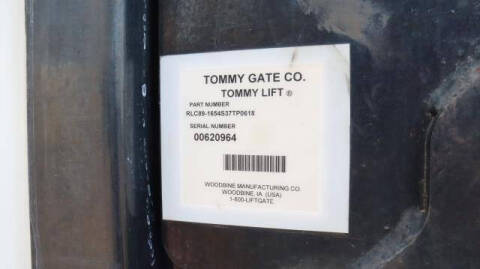 TOMMY GATE CO.
TOMMY LIFT ®
PART NUMBER
RLC89-1654S37TP0618
SERIAL NUMBER
00620964
WOODBINE MANUFACTURING CO.
WOODBINE, IA. (USA)
1-800-LIFTGATE